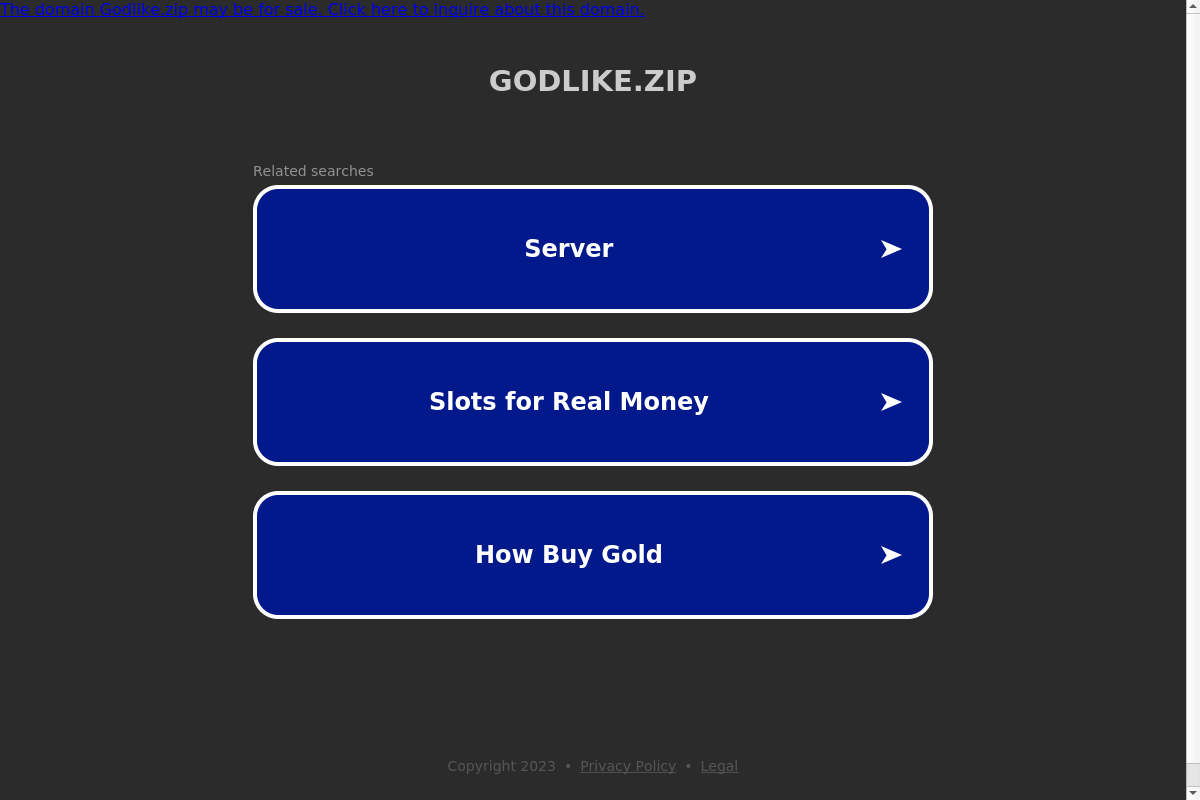 The domain Godlike.zip may be for sale. Click here to inquire about this domain.
GODLIKE.ZIP
Related searches
Server
Slots for Real Money
How Buy Gold
Copyright 2023 • Privacy Policy • Legal